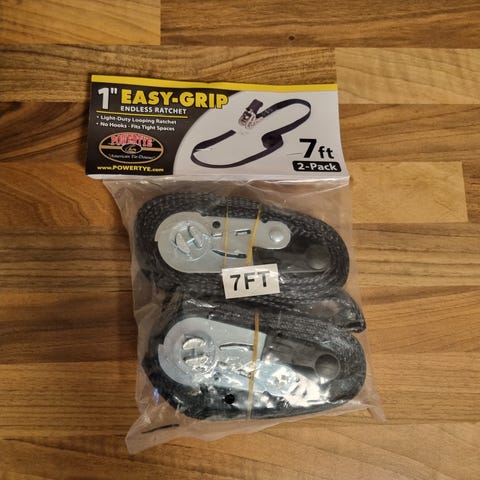 1" EASY-GRIP
ENDLESS RATCHET
• Light-Duty Looping Ratchet
• No Hooks - Fits Tight Spaces
POWERTYE
American Tie-Downs
www.POWERTYE.com
7ft
2-Pack
7FT